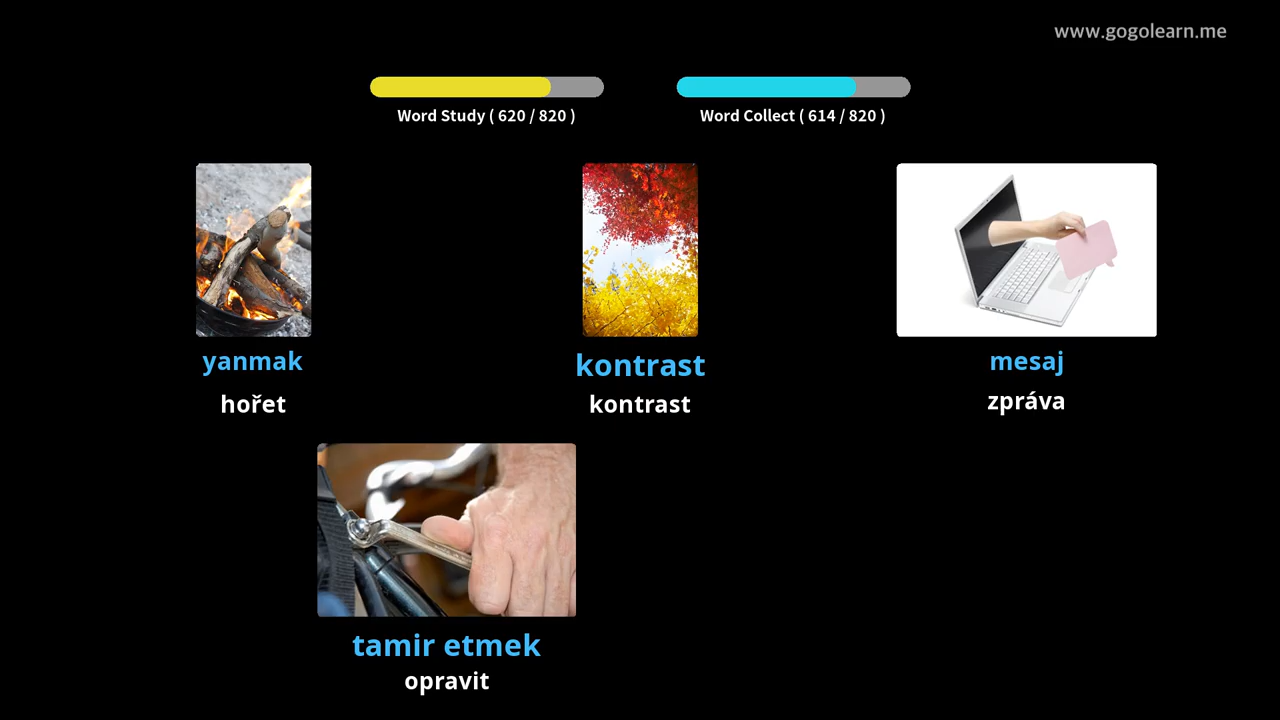 www.gogolearn.me
Word Study ( 620 / 820 )
Word Collect ( 614 / 820 )
yanmak
hořet
kontrast
kontrast
mesaj
zpráva
tamir etmek
opravit